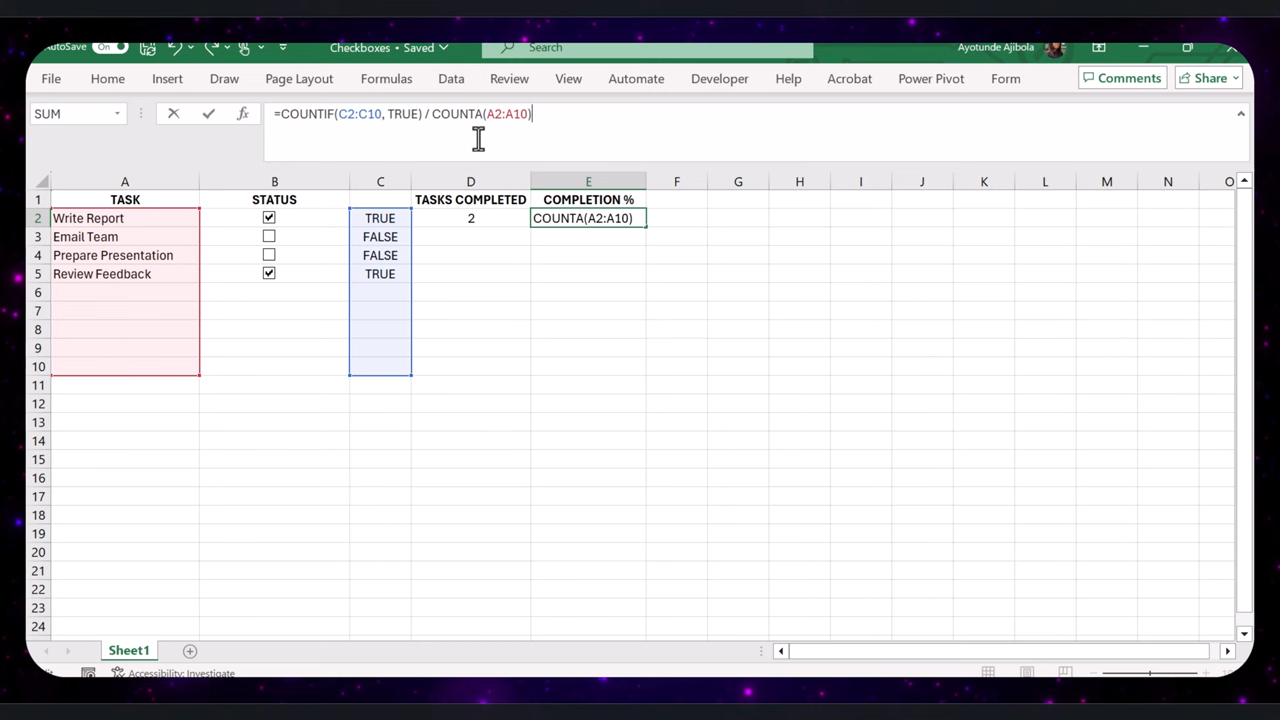 AutoSave On Checkboxes • Saved Search Ayotunde Ajibola
File Home Insert Draw Page Layout Formulas Data Review View Automate Developer Help Acrobat Power Pivot Form Comments Share
SUM fx =COUNTIF(C2:C10, TRUE) / COUNTA(A2:A10)
A B C D E F G H I J K L M N O
1 TASK STATUS TASKS COMPLETED COMPLETION %
2 Write Report TRUE 2 COUNTA(A2:A10)
3 Email Team FALSE
4 Prepare Presentation FALSE
5 Review Feedback TRUE
6
7
8
9
10
11
12
13
14
15
16
17
18
19
20
21
22
23
24
Sheet1
Accessibility: Investigate